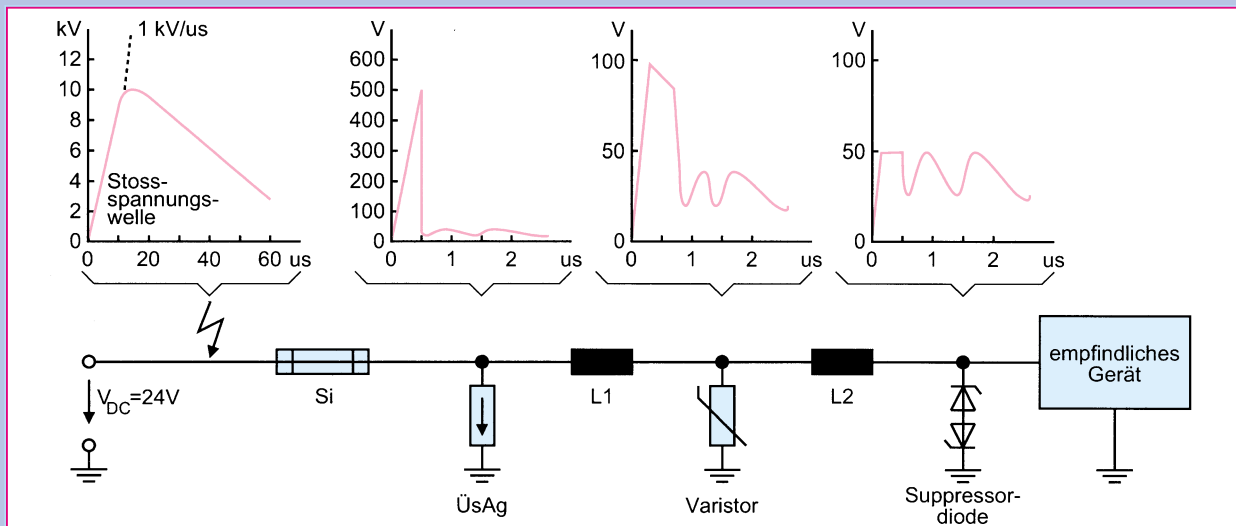 kV
1 kV/us
12
10
8
6
4
2
0
Stoss-
spannungs-
welle
0
20
40
60
us
V
600
500
400
300
200
100
0
0
1
2
us
V
100
50
0
0
1
2
us
V
100
50
0
0
1
2
us
VDC=24V
Si
ÜsAg
L1
Varistor
L2
Suppressor-
diode
empfindliches
Gerät